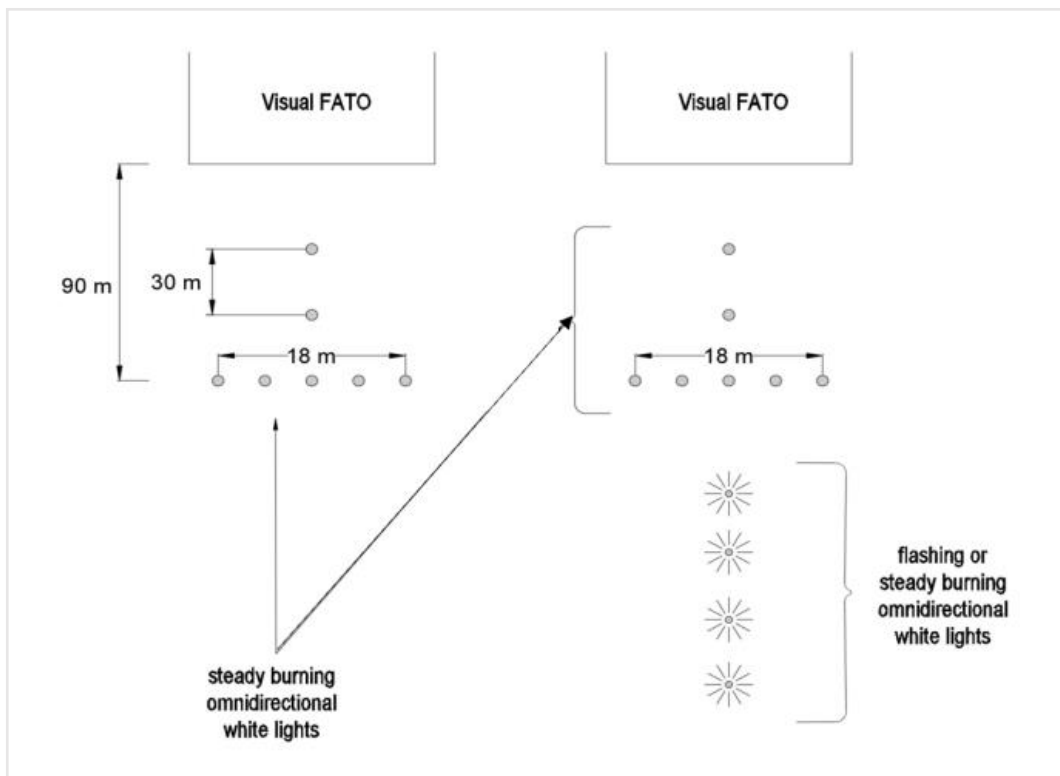 Visual FATO
Visual FATO
90 m
30 m
18 m
18 m
flashing or
steady burning
omnidirectional
white lights
steady burning
omnidirectional
white lights